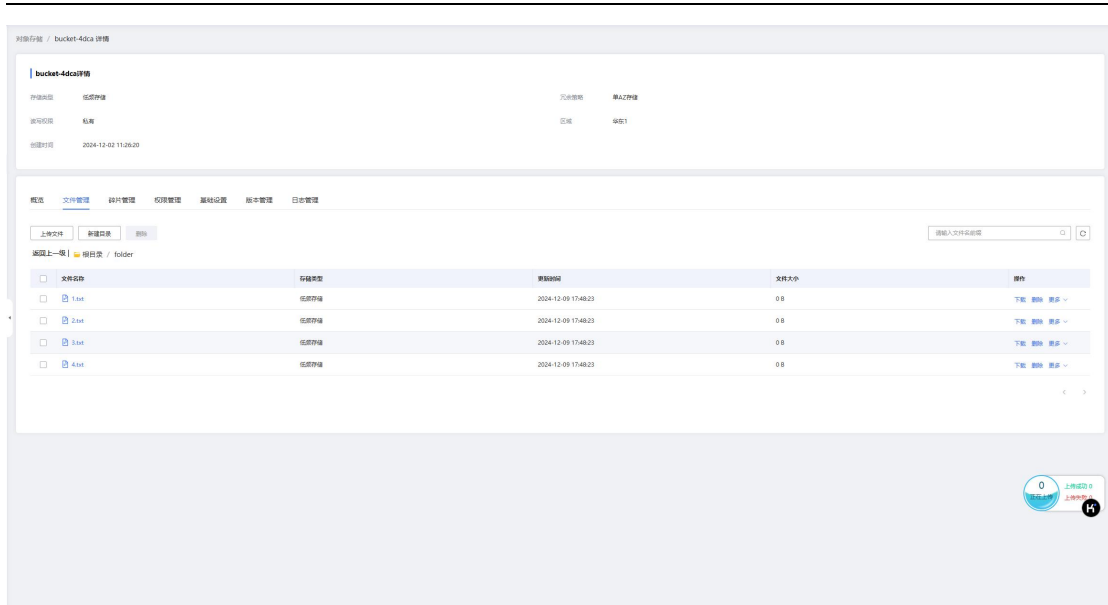 对象存储 / bucket-4dca 详情
bucket-4dca详情
存储类型 低频存储 冗余策略 单AZ存储
读写权限 私有 区域 华东1
创建时间 2024-12-02 11:26:20
概览 文件管理 碎片管理 权限管理 基础设置 版本管理 日志管理
上传文件 新建目录 删除 请输入文件名前缀
返回上一级 | 根目录 / folder
文件名称 存储类型 更新时间 文件大小 操作
1.txt 低频存储 2024-12-09 17:48:23 0 B 下载 删除 更多
2.txt 低频存储 2024-12-09 17:48:23 0 B 下载 删除 更多
3.txt 低频存储 2024-12-09 17:48:23 0 B 下载 删除 更多
4.txt 低频存储 2024-12-09 17:48:23 0 B 下载 删除 更多
0 上传成功 0
正在上传 上传失败 0
K